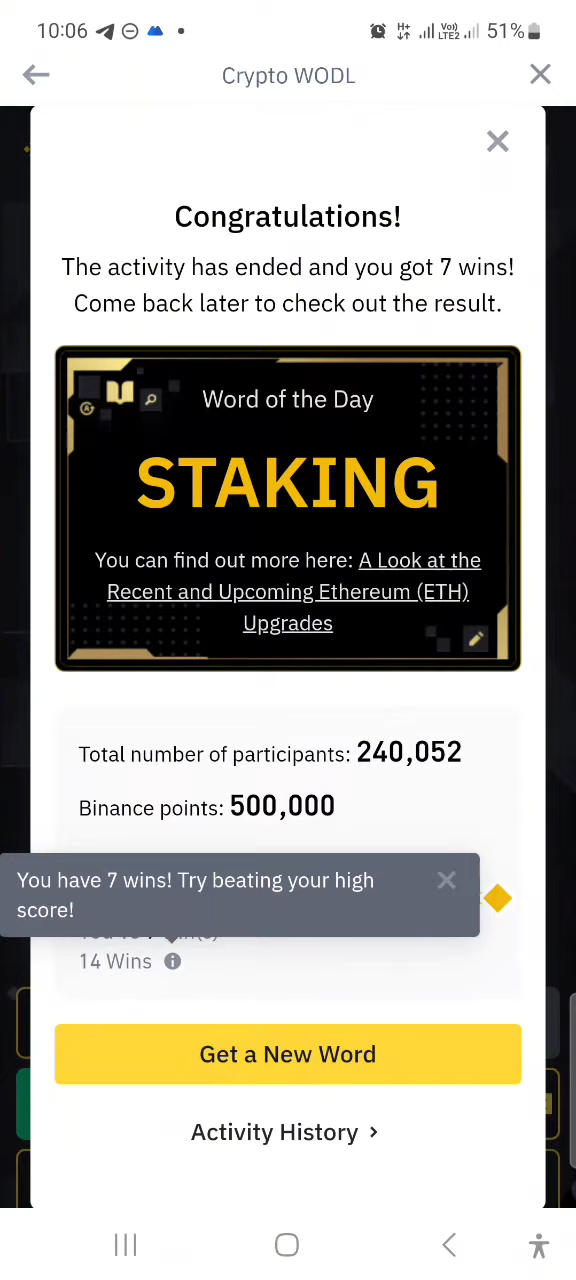 10:06
H+
Vo))
LTE2
51%
Crypto WODL
Congratulations!
The activity has ended and you got 7 wins!
Come back later to check out the result.
Word of the Day
STAKING
You can find out more here: A Look at the
Recent and Upcoming Ethereum (ETH)
Upgrades
Total number of participants: 240,052
Binance points: 500,000
You have 7 wins! Try beating your high
score!
14 Wins
Get a New Word
Activity History >